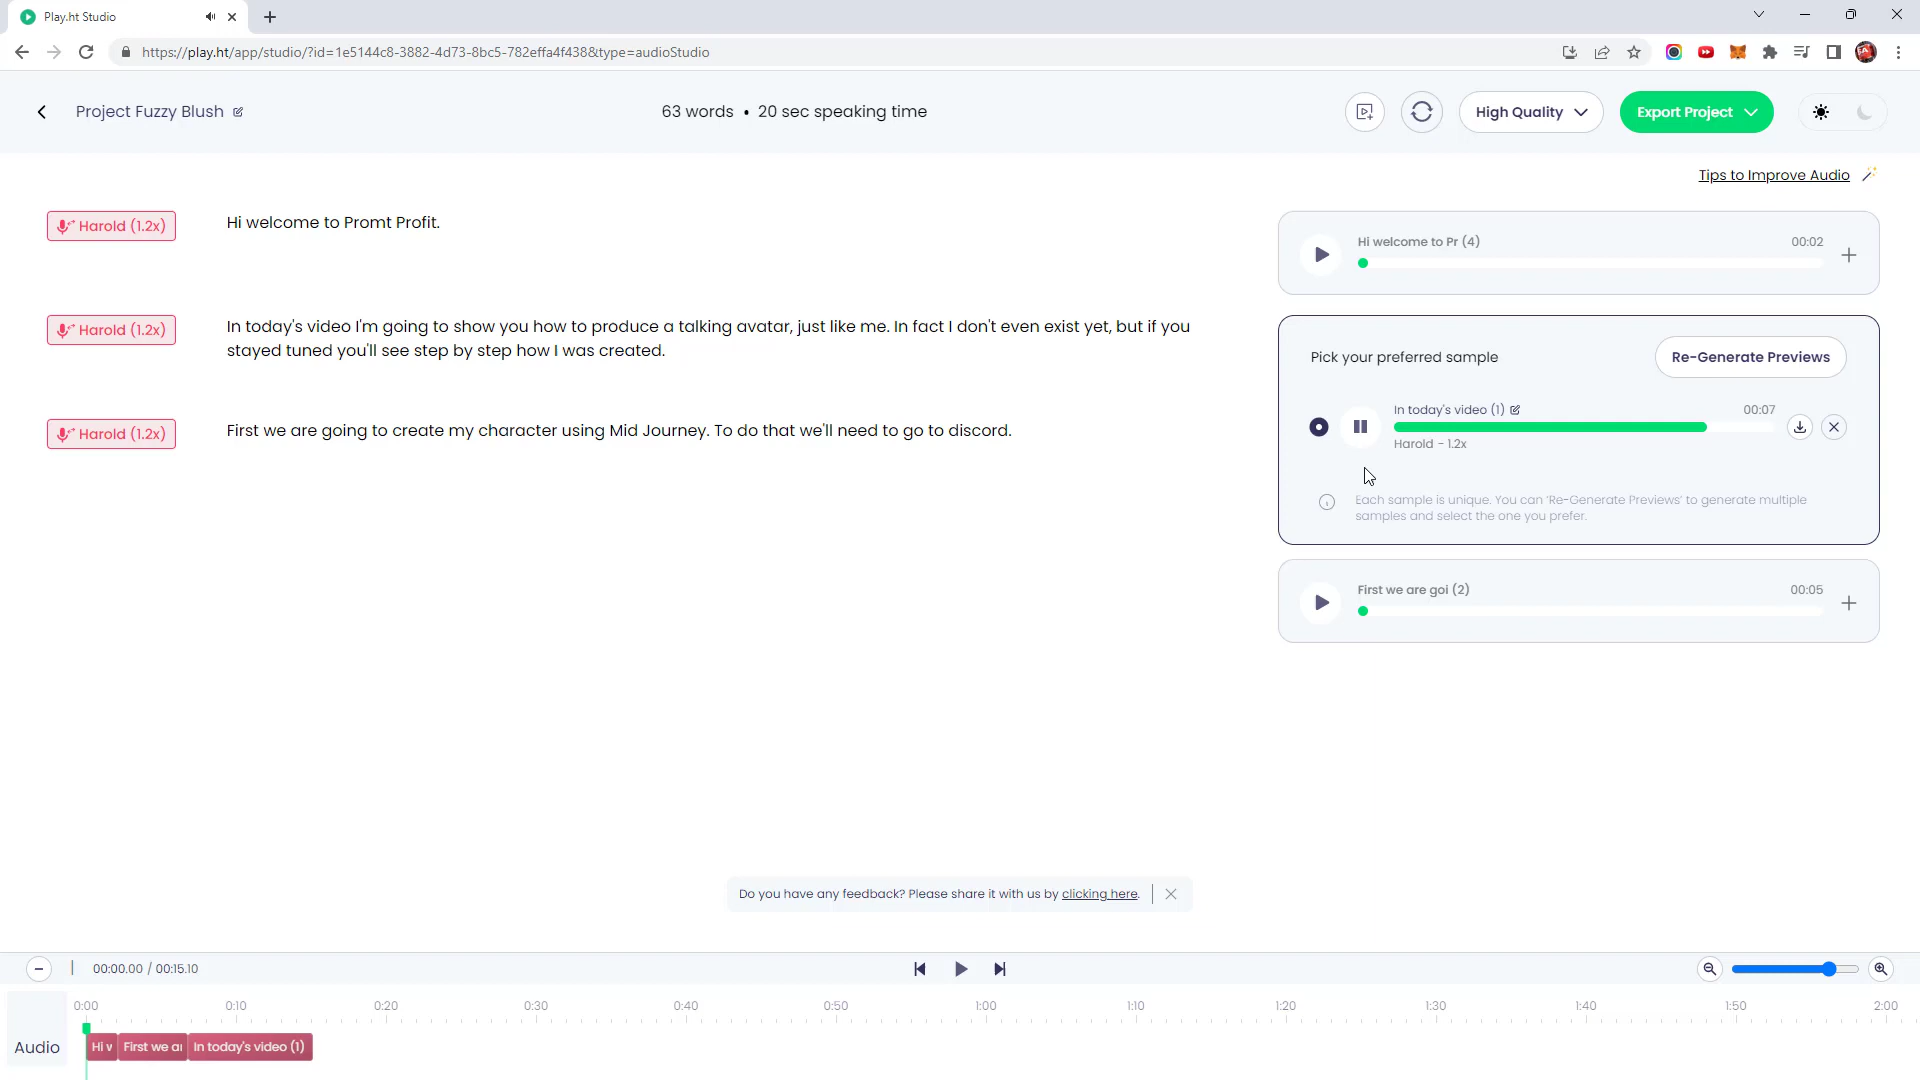 Play.ht Studio
https://play.ht/app/studio/?id=1e5144c8-3882-4d73-8bc5-782effa4f438&type=audioStudio
Project Fuzzy Blush
63 words • 20 sec speaking time
High Quality
Export Project
Tips to Improve Audio
Harold (1.2x)
Hi welcome to Promt Profit.
Hi welcome to Pr (4)
00:02
Harold (1.2x)
In today's video I'm going to show you how to produce a talking avatar, just like me. In fact I don't even exist yet, but if you
stayed tuned you'll see step by step how I was created.
Pick your preferred sample
Re-Generate Previews
In today's video (1)
00:07
Harold - 1.2x
Each sample is unique. You can 'Re-Generate Previews' to generate multiple
samples and select the one you prefer.
Harold (1.2x)
First we are going to create my character using Mid Journey. To do that we'll need to go to discord.
First we are goi (2)
00:05
Do you have any feedback? Please share it with us by clicking here.
00:00.00 / 00:15.10
0:00 0:10 0:20 0:30 0:40 0:50 1:00 1:10 1:20 1:30 1:40 1:50 2:00
Audio
Hi v
First we ar
In today's video (1)